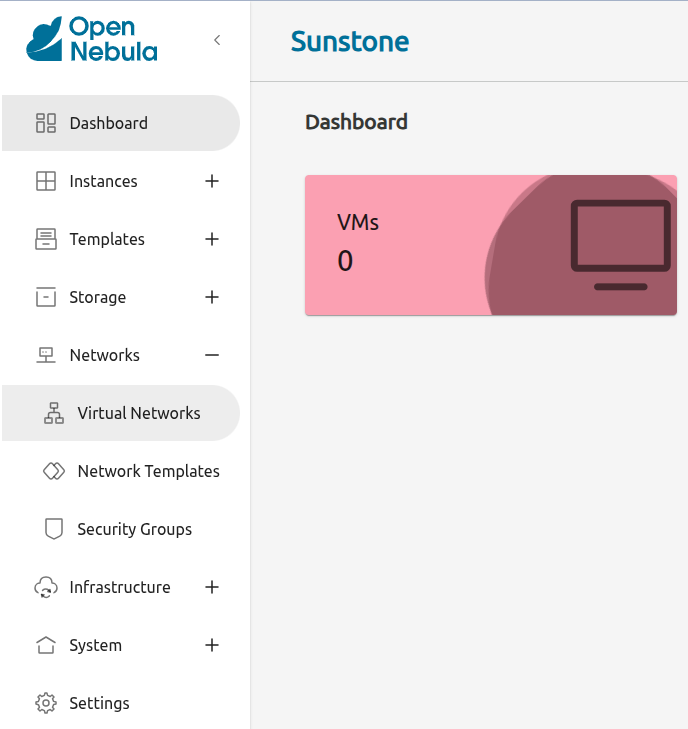 Open
Nebula
Sunstone
Dashboard
Dashboard
Instances
VMs
0
Templates
Storage
Networks
Virtual Networks
Network Templates
Security Groups
Infrastructure
System
Settings